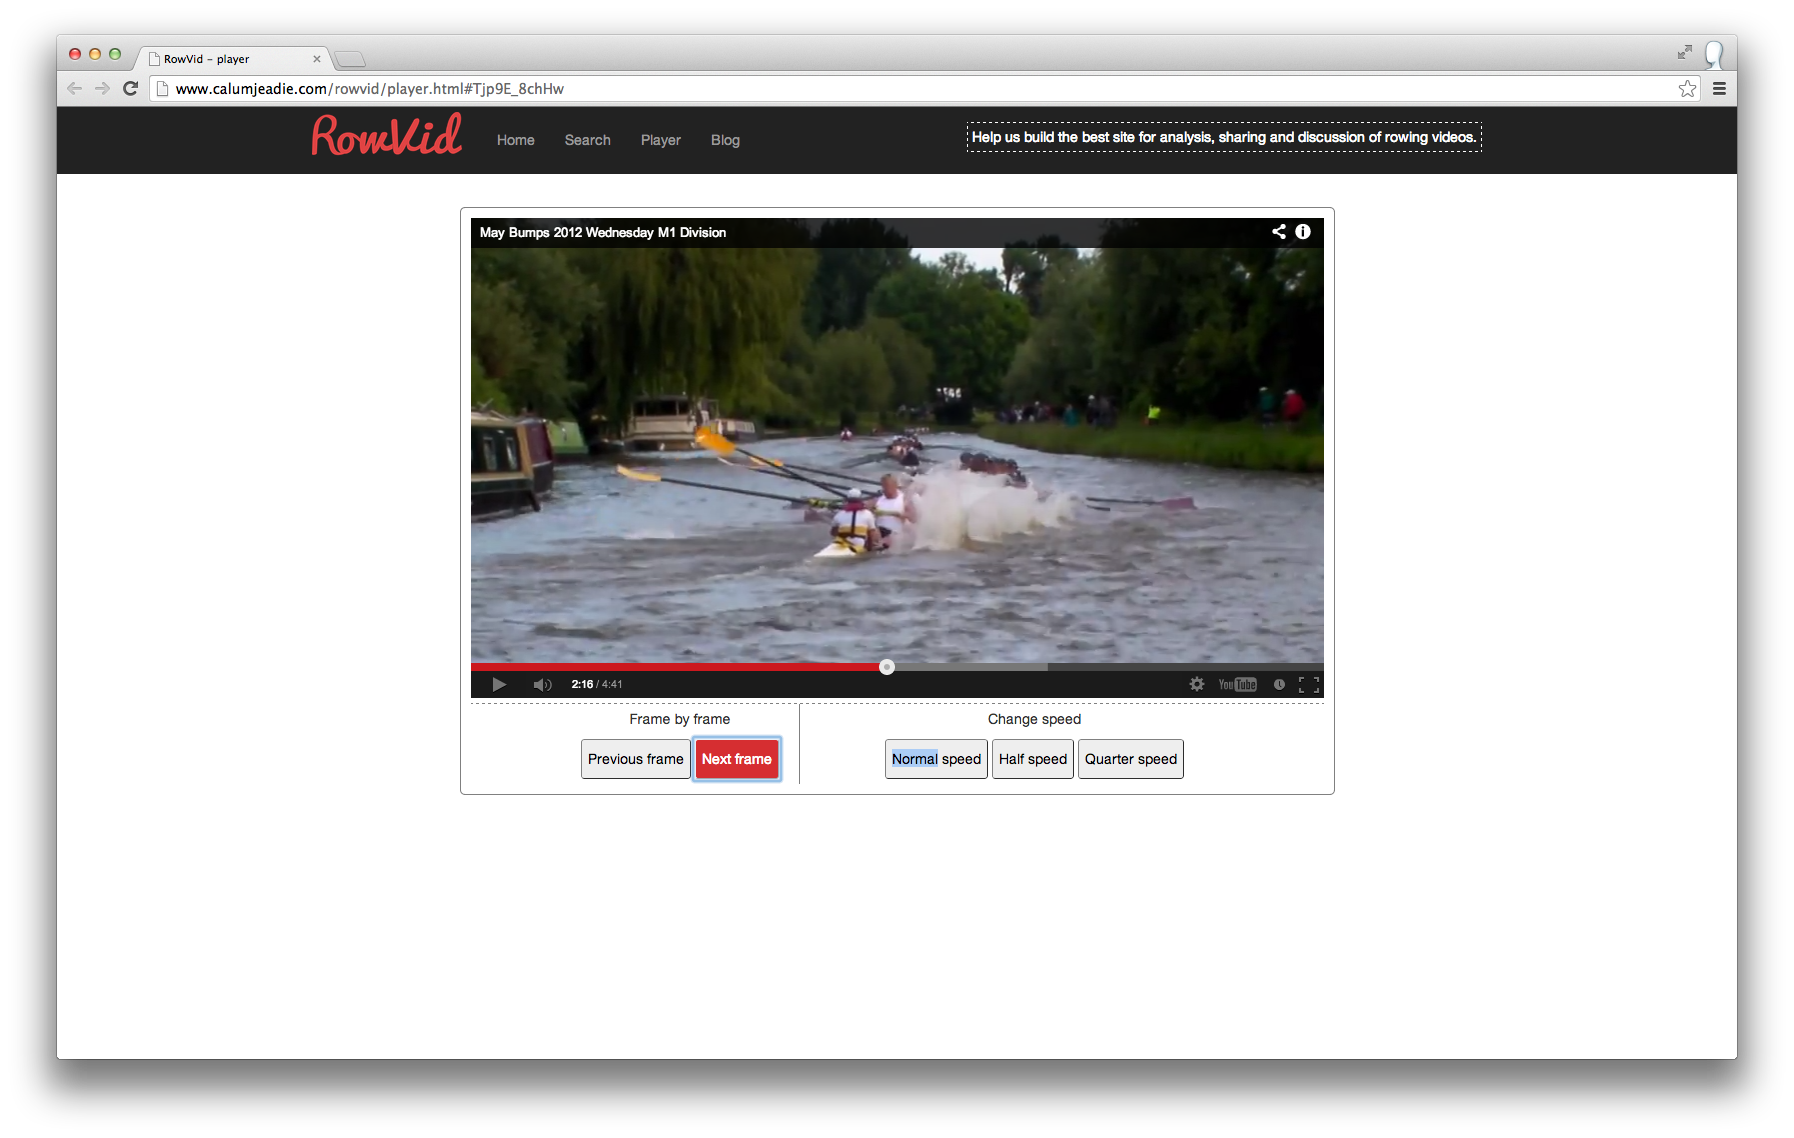 RowVid - player
www.calumjeadie.com/rowvid/player.html#Tjp9E_8chHw
RowVid
Home Search Player Blog
Help us build the best site for analysis, sharing and discussion of rowing videos.
May Bumps 2012 Wednesday M1 Division
2:16 / 4:41
YouTube
Frame by frame
Change speed
Previous frame Next frame
Normal speed Half speed Quarter speed